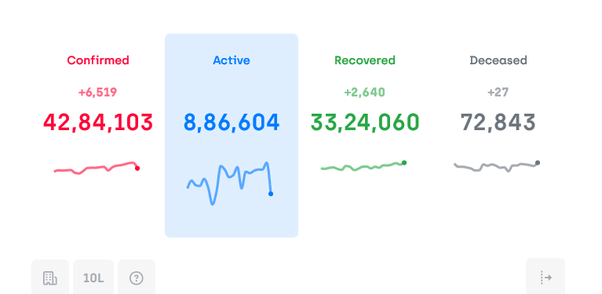 Confirmed
Active
Recovered
Deceased
+6,519
+2,640
+27
42,84,103
8,86,604
33,24,060
72,843
10L
?